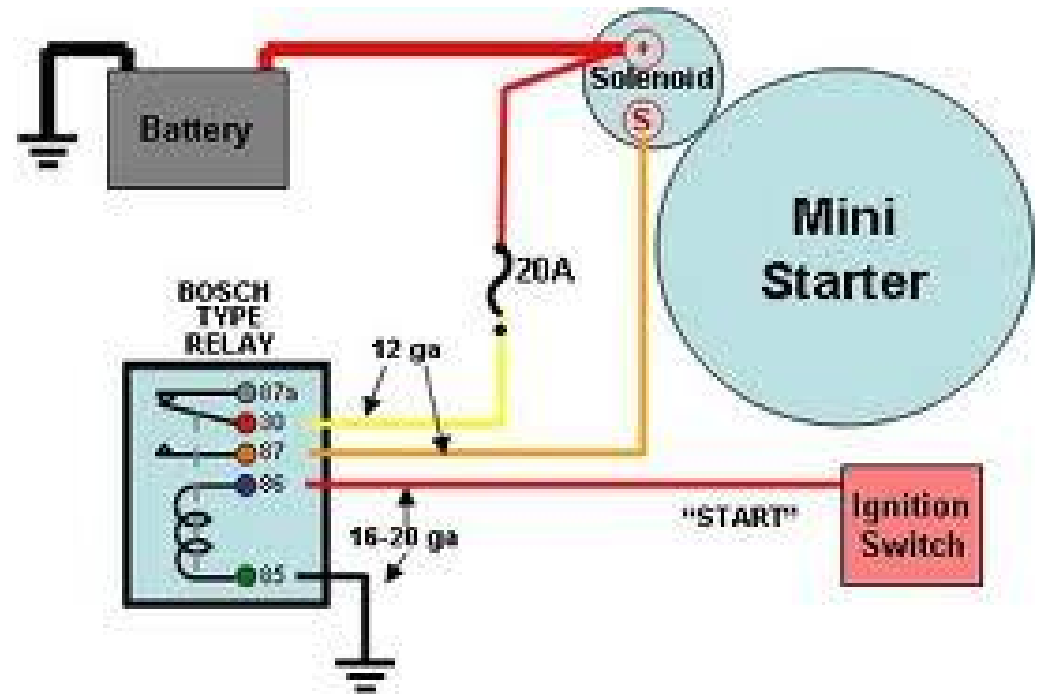 +
Solenoid
S
Battery
Mini
Starter
20A
BOSCH
TYPE
RELAY
12 ga
87a
30
87
86
85
16-20 ga
"START"
Ignition
Switch